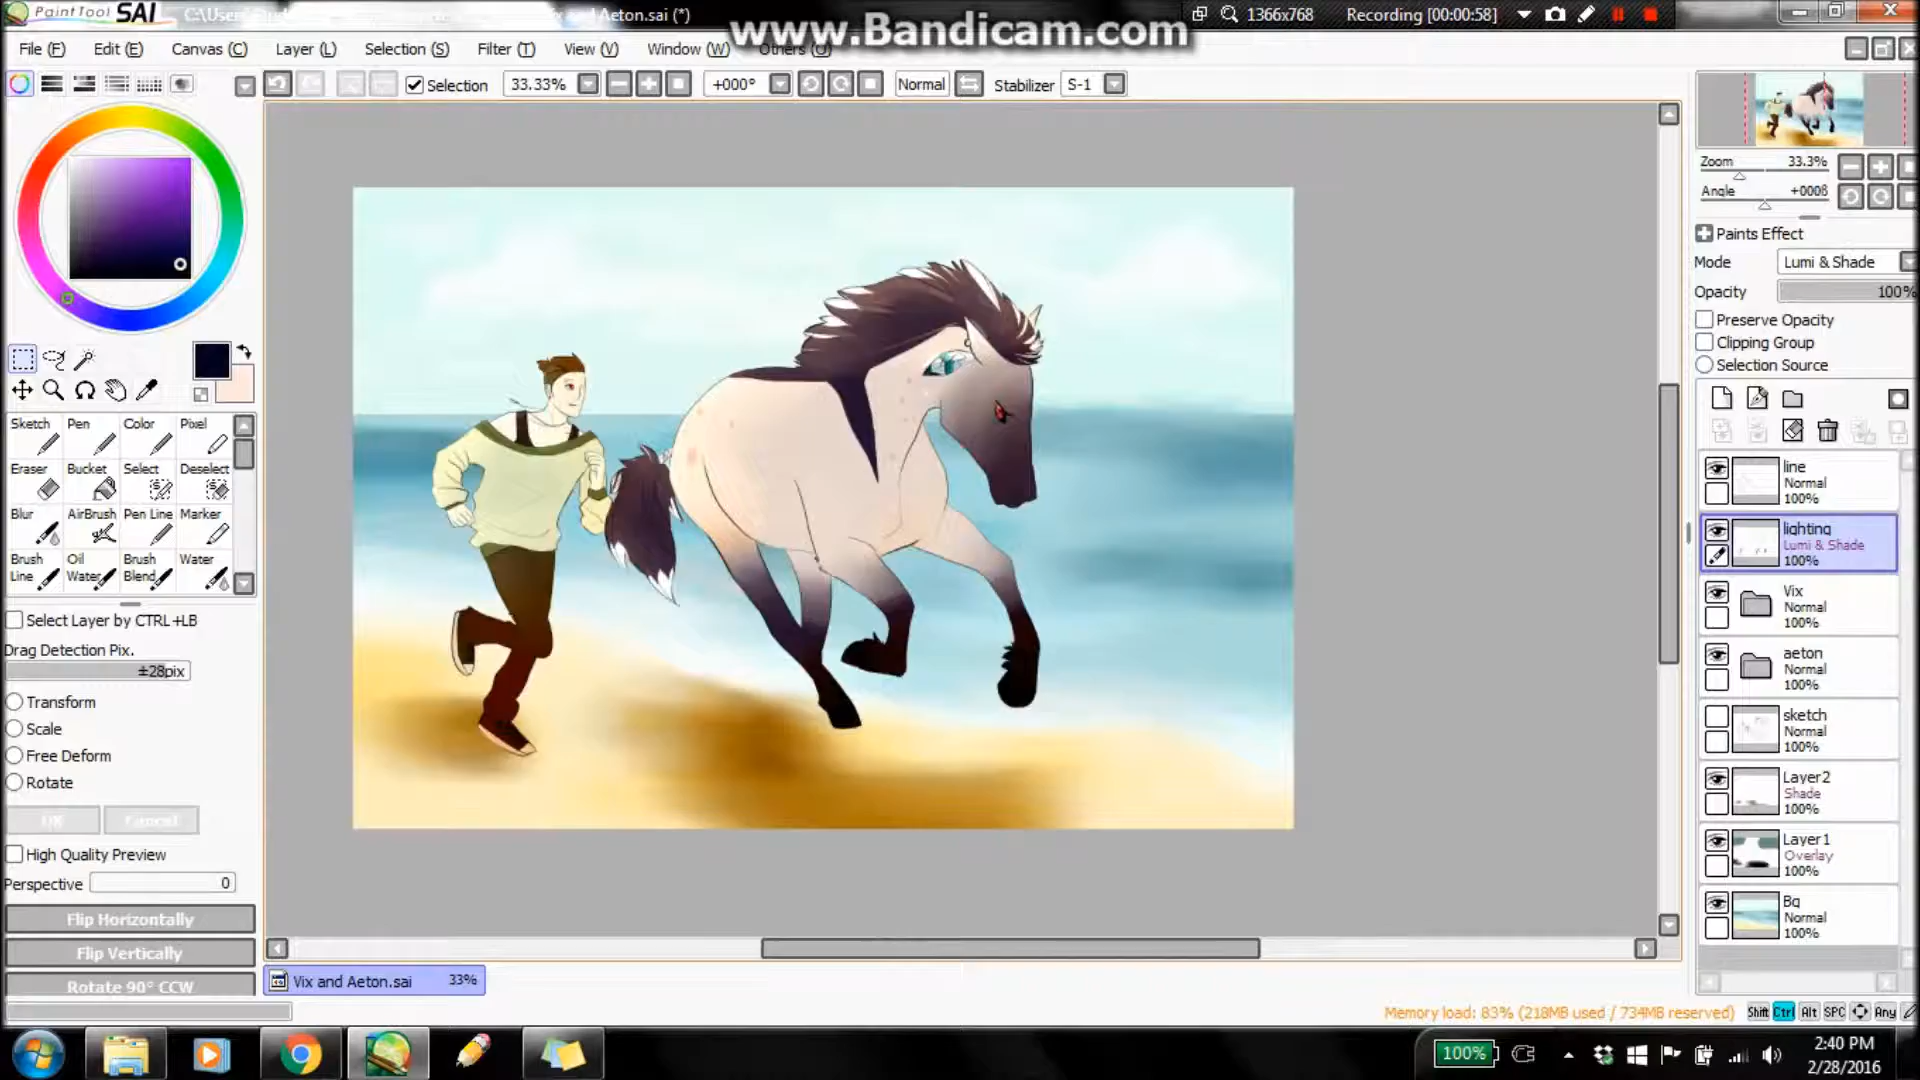 PaintTool SAI
and Aeton.sai (*)
www.Bandicam.com
1366x768
Recording [00:00:58]
File (F)
Edit (E)
Canvas (C)
Layer (L)
Selection (S)
Filter (T)
View (V)
Window (W)
Others (O)
Selection
33.33%
+000°
Normal
Stabilizer
S-1
Zoom
33.3%
Angle
+000ß
Paints Effect
Mode
Lumi & Shade
Opacity
100%
Preserve Opacity
Clipping Group
Selection Source
Sketch
Pen
Color
Pixel
Eraser
Bucket
Select
Deselect
Blur
AirBrush
Pen Line
Marker
Brush Line
Oil Water
Brush Blend
Water
Select Layer by CTRL+LB
Drag Detection Pix.
±28pix
Transform
Scale
Free Deform
Rotate
OK
Cancel
High Quality Preview
Perspective
0
Flip Horizontally
Flip Vertically
Rotate 90° CCW
line
Normal
100%
lighting
Lumi & Shade
100%
Vix
Normal
100%
aeton
Normal
100%
sketch
Normal
100%
Layer2
Shade
100%
Layer1
Overlay
100%
Bg
Normal
100%
Vix and Aeton.sai
33%
Memory load: 83% (218MB used / 734MB reserved)
Shift
Ctrl
Alt
SPC
Any
100%
2:40 PM
2/28/2016